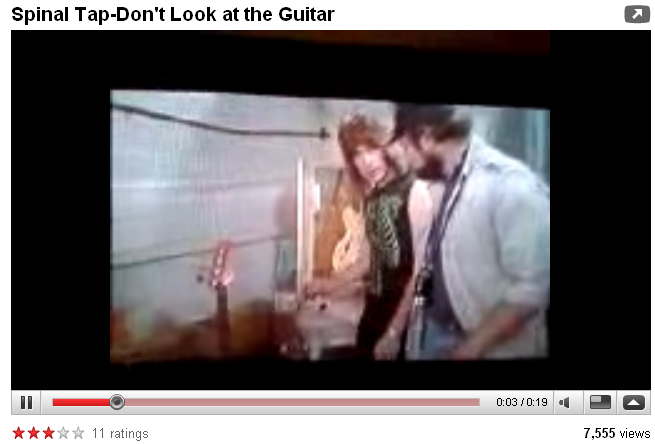 Spinal Tap-Don't Look at the Guitar
0:03 / 0:19
11 ratings
7,555 views